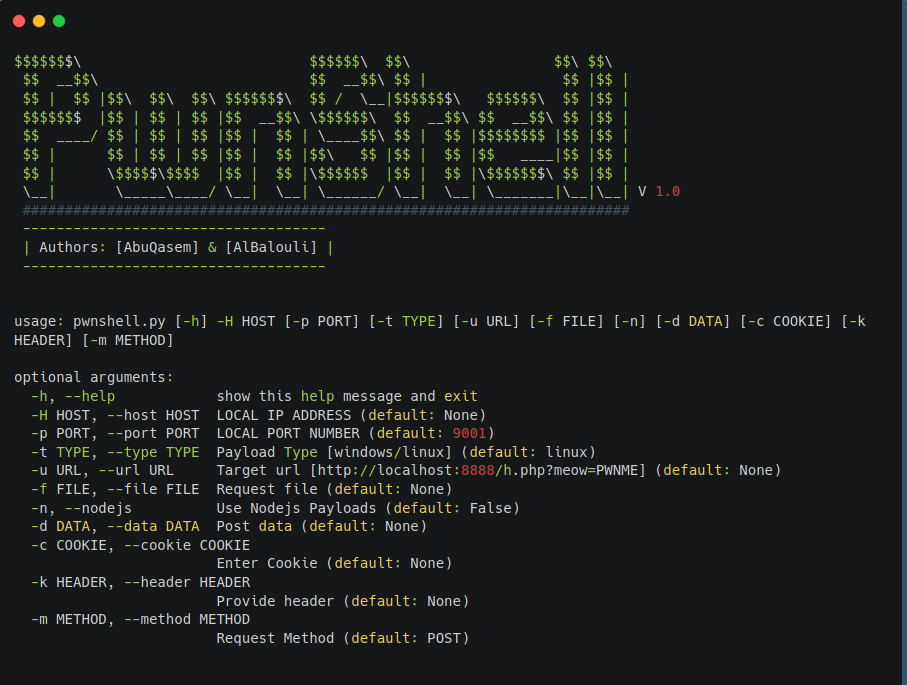 $$$$$$$\                           $$$$$$\  $$\                 $$\ $$\
 $$  __$$\                         $$  __$$\ $$ |                $$ |$$ |
 $$ |  $$ |$$\  $$\  $$\ $$$$$$$\  $$ /  \__|$$$$$$$\   $$$$$$\  $$ |$$ |
 $$$$$$$  |$$ | $$ | $$ |$$  __$$\ \$$$$$$\  $$  __$$\ $$  __$$\ $$ |$$ |
 $$  ____/ $$ | $$ | $$ |$$ |  $$ | \____$$\ $$ |  $$ |$$$$$$$$ |$$ |$$ |
 $$ |      $$ | $$ | $$ |$$ |  $$ |$$\   $$ |$$ |  $$ |$$   ____|$$ |$$ |
 $$ |      \$$$$$\$$$$  |$$ |  $$ |\$$$$$$  |$$ |  $$ |\$$$$$$$\ $$ |$$ |
 \__|       \_____\____/ \__|  \__| \______/ \__|  \__| \_______|\__|\__| V 1.0
 ########################################################################
 ------------------------------------
 | Authors: [AbuQasem] & [AlBalouli] |
 ------------------------------------
usage: pwnshell.py [-h] -H HOST [-p PORT] [-t TYPE] [-u URL] [-f FILE] [-n] [-d DATA] [-c COOKIE] [-k
HEADER] [-m METHOD]
optional arguments:
  -h, --help            show this help message and exit
  -H HOST, --host HOST  LOCAL IP ADDRESS (default: None)
  -p PORT, --port PORT  LOCAL PORT NUMBER (default: 9001)
  -t TYPE, --type TYPE  Payload Type [windows/linux] (default: linux)
  -u URL, --url URL     Target url [http://localhost:8888/h.php?meow=PWNME] (default: None)
  -f FILE, --file FILE  Request file (default: None)
  -n, --nodejs          Use Nodejs Payloads (default: False)
  -d DATA, --data DATA  Post data (default: None)
  -c COOKIE, --cookie COOKIE
                        Enter Cookie (default: None)
  -k HEADER, --header HEADER
                        Provide header (default: None)
  -m METHOD, --method METHOD
                        Request Method (default: POST)